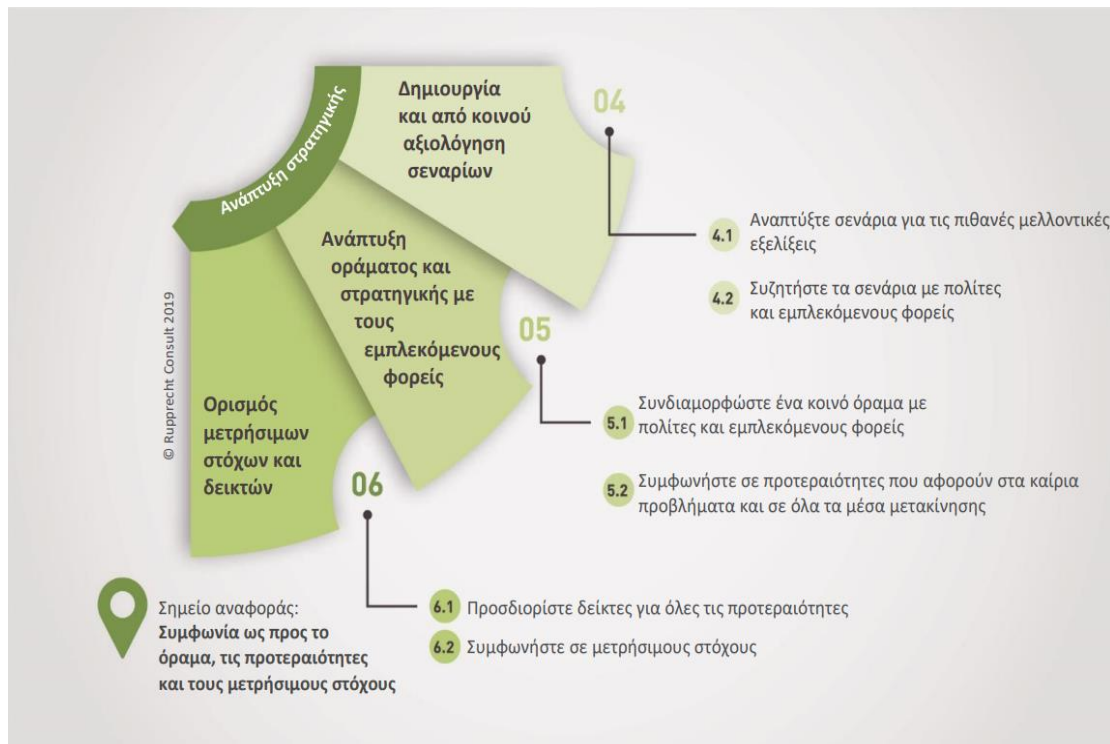 Ανάπτυξη στρατηγικής
Δημιουργία
και από κοινού
αξιολόγηση
σεναρίων
04
4.1 Αναπτύξτε σενάρια για τις πιθανές μελλοντικές
εξελίξεις
4.2 Συζητήστε τα σενάρια με πολίτες
και εμπλεκόμενους φορείς
Ανάπτυξη
οράματος και
στρατηγικής με
τους
εμπλεκόμενους
φορείς
05
5.1 Συνδιαμορφώστε ένα κοινό όραμα με
πολίτες και εμπλεκόμενους φορείς
5.2 Συμφωνήστε σε προτεραιότητες που αφορούν στα καίρια
προβλήματα και σε όλα τα μέσα μετακίνησης
Ορισμός
μετρήσιμων
στόχων και
δεικτών
06
6.1 Προσδιορίστε δείκτες για όλες τις προτεραιότητες
6.2 Συμφωνήστε σε μετρήσιμους στόχους
© Rupprecht Consult 2019
Σημείο αναφοράς:
Συμφωνία ως προς το
όραμα, τις προτεραιότητες
και τους μετρήσιμους στόχους